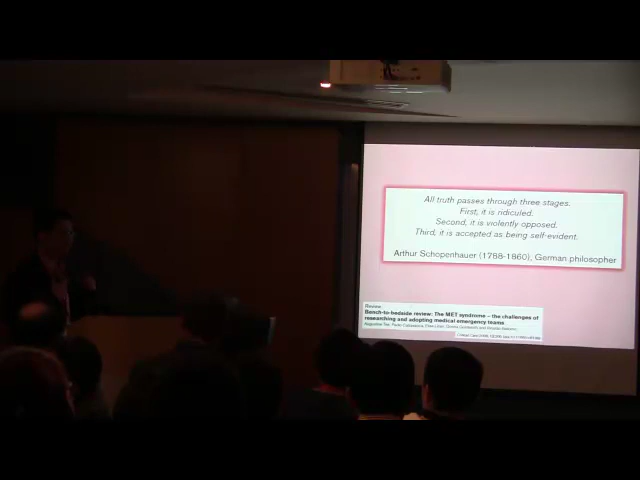 All truth passes through three stages.
First, it is ridiculed.
Second, it is violently opposed.
Third, it is accepted as being self-evident.
Arthur Schopenhauer (1788-1860), German philosopher
Review
Bench-to-bedside review: The MET syndrome – the challenges of
researching and adopting medical emergency teams